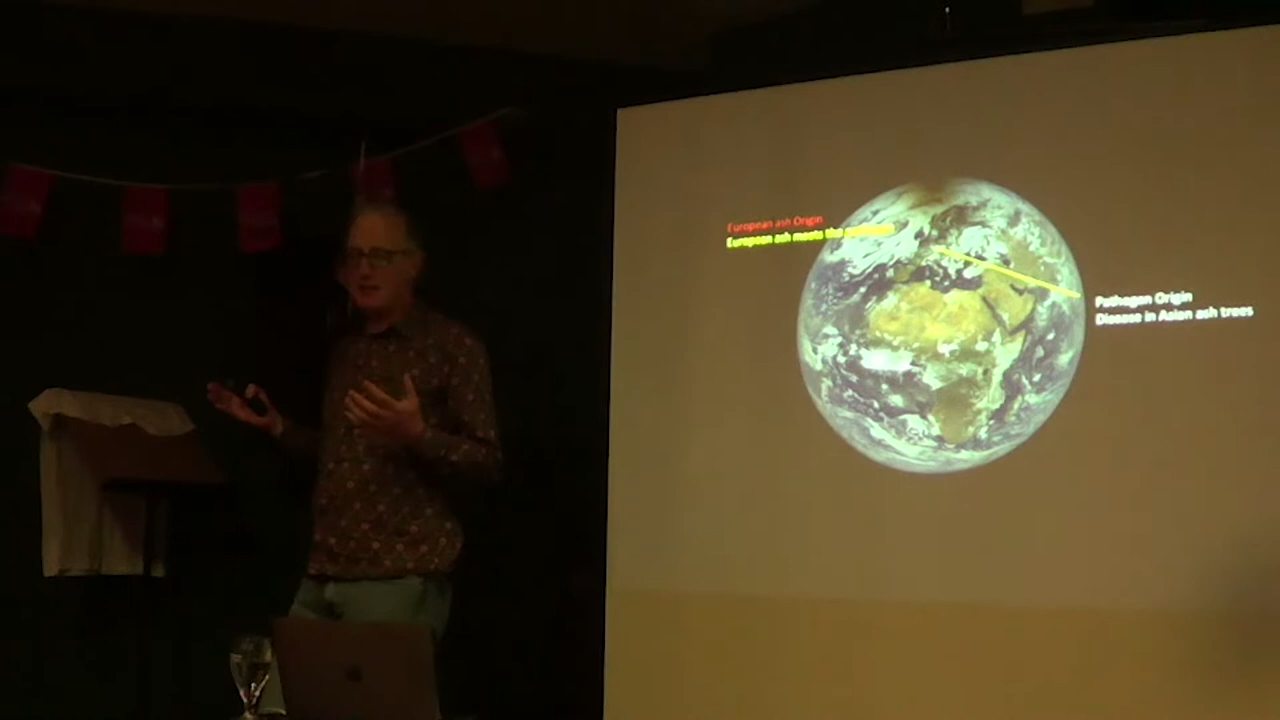 European ash Origin
European ash meets the
Pathogen Origin
Disease in Asian ash trees